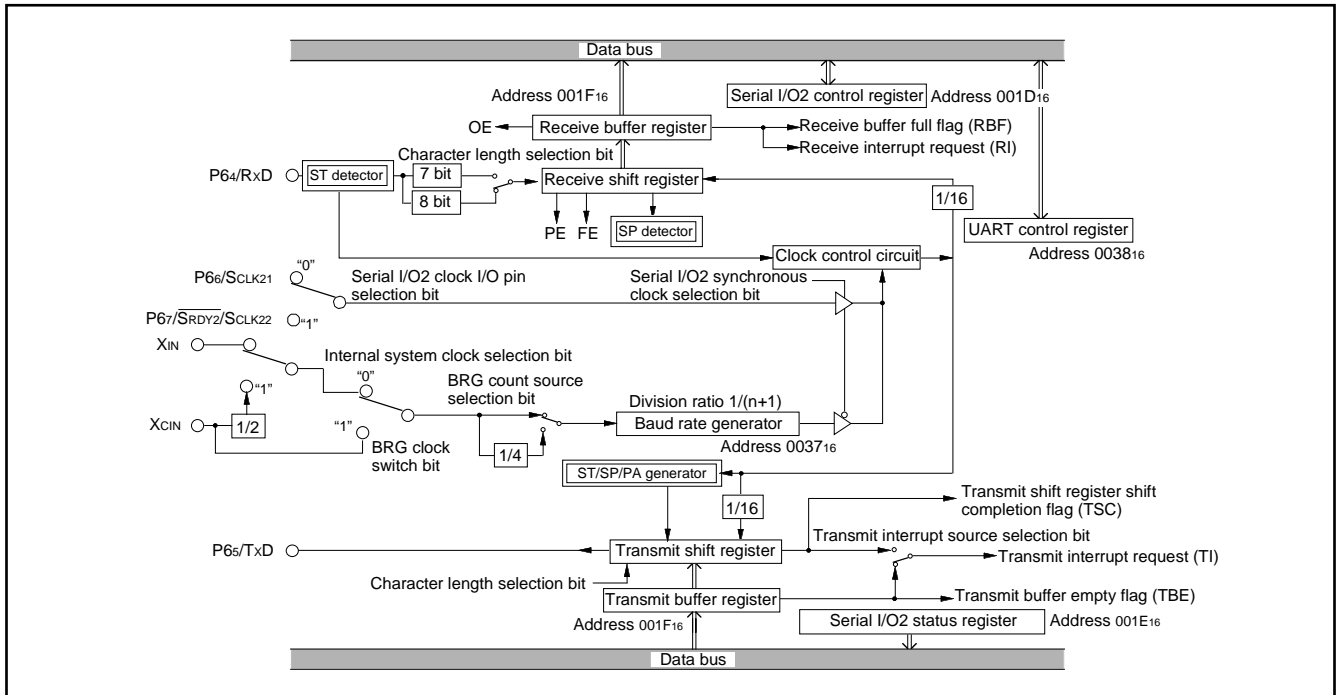 Data bus
Address 001F16
Serial I/O2 control register
Address 001D16
OE
Receive buffer register
Receive buffer full flag (RBF)
Receive interrupt request (RI)
Character length selection bit
P64/RXD
ST detector
7 bit
8 bit
Receive shift register
1/16
PE
FE
SP detector
UART control register
Address 003816
Clock control circuit
P66/SCLK21
"0"
Serial I/O2 clock I/O pin
selection bit
Serial I/O2 synchronous
clock selection bit
P67/SRDY2/SCLK22
"1"
XIN
Internal system clock selection bit
"0"
BRG count source
selection bit
"1"
Division ratio 1/(n+1)
Baud rate generator
Address 003716
XCIN
1/2
"1"
BRG clock
switch bit
1/4
ST/SP/PA generator
1/16
Transmit shift register shift
completion flag (TSC)
Transmit interrupt source selection bit
P65/TXD
Transmit shift register
Transmit interrupt request (TI)
Character length selection bit
Transmit buffer register
Transmit buffer empty flag (TBE)
Address 001F16
Serial I/O2 status register
Address 001E16
Data bus